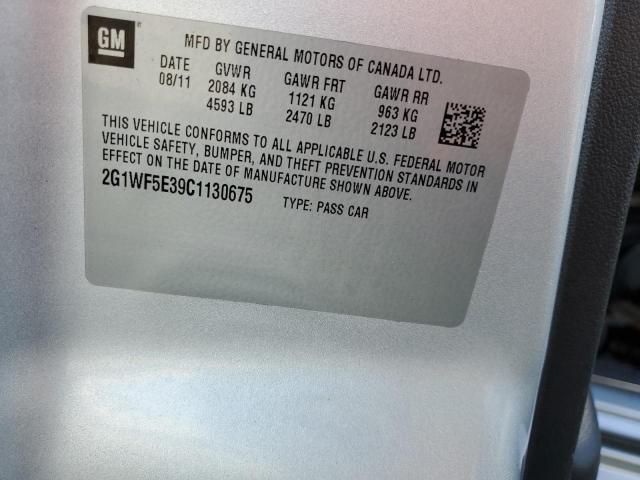 GM
MFD BY GENERAL MOTORS OF CANADA LTD.
DATE GVWR GAWR FRT GAWR RR
08/11 2084 KG 1121 KG 963 KG
4593 LB 2470 LB 2123 LB
THIS VEHICLE CONFORMS TO ALL APPLICABLE U.S. FEDERAL MOTOR
VEHICLE SAFETY, BUMPER, AND THEFT PREVENTION STANDARDS IN
EFFECT ON THE DATE OF MANUFACTURE SHOWN ABOVE.
2G1WF5E39C1130675 TYPE: PASS CAR